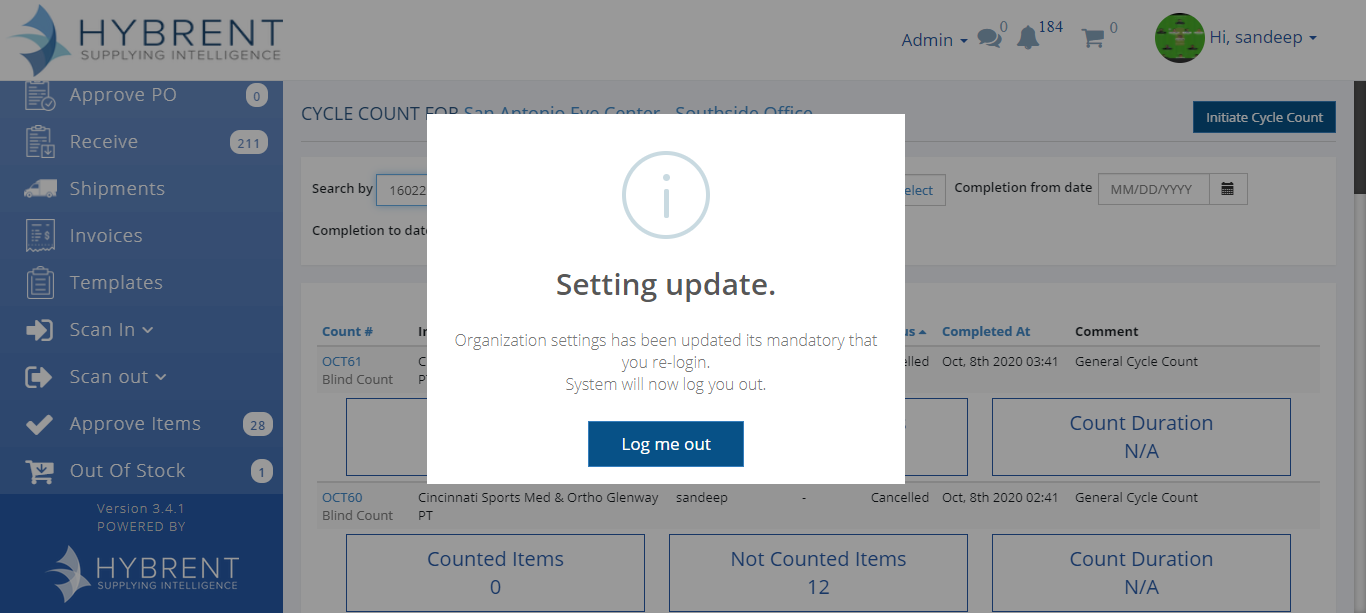 HYBRENT
SUPPLYING INTELLIGENCE
Admin
0
184
0
Hi, sandeep
Approve PO
0
Receive
211
Shipments
Invoices
Templates
Scan In
Scan out
Approve Items
28
Out Of Stock
1
Version 3.4.1
POWERED BY
HYBRENT
SUPPLYING INTELLIGENCE
CYCLE COUNT FOR San Antonio Eye Center - Southside Office
Initiate Cycle Count
Search by
16022
Completion from date
MM/DD/YYYY
Completion to date
Setting update.
Organization settings has been updated its mandatory that
you re-login.
System will now log you out.
Log me out
Count #
Completed At
Comment
OCT61
Oct, 8th 2020 03:41
General Cycle Count
Blind Count
Count Duration
N/A
OCT60
Cincinnati Sports Med & Ortho Glenway
sandeep
-
Cancelled
Oct, 8th 2020 02:41
General Cycle Count
Blind Count
PT
Counted Items
0
Not Counted Items
12
Count Duration
N/A